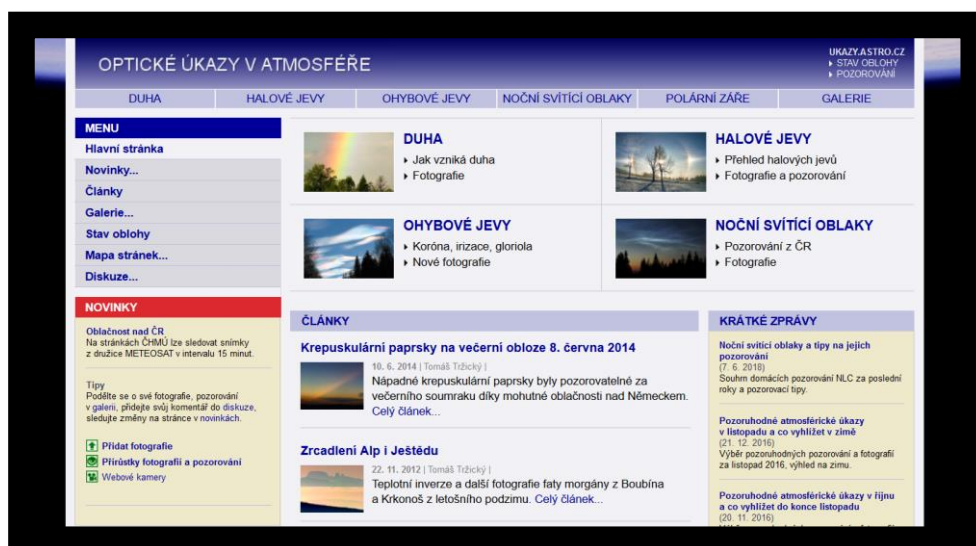 OPTICKÉ ÚKAZY V ATMOSFÉŘE
UKAZY.ASTRO.CZ
STAV OBLOHY
POZOROVÁNÍ
DUHA
HALOVÉ JEVY
OHYBOVÉ JEVY
NOČNÍ SVÍTÍCÍ OBLAKY
POLÁRNÍ ZÁŘE
GALERIE
MENU
Hlavní stránka
Novinky...
Články
Galerie...
Stav oblohy
Mapa stránek...
Diskuze...
NOVINKY
Oblačnost nad ČR
Na stránkách ČHMÚ lze sledovat snímky
z družice METEOSAT v intervalu 15 minut.
Tipy
Podělte se o své fotografie, pozorování
v galerii, přidejte svůj komentář do diskuze,
sledujte změny na stránce v novinkách.
Přidat fotografie
Přírůstky fotografií a pozorování
Webové kamery
DUHA
Jak vzniká duha
Fotografie
HALOVÉ JEVY
Přehled halových jevů
Fotografie a pozorování
OHYBOVÉ JEVY
Koróna, irizace, gloriola
Nové fotografie
NOČNÍ SVÍTÍCÍ OBLAKY
Pozorování z ČR
Fotografie
ČLÁNKY
Krepuskulární paprsky na večerní obloze 8. června 2014
10. 6. 2014 | Tomáš Tržický |
Nápadné krepuskulární paprsky byly pozorovatelné za
večerního soumraku díky mohutné oblačnosti nad Německem.
Celý článek...
Zrcadlení Alp i Ještědu
22. 11. 2012 | Tomáš Tržický |
Teplotní inverze a další fotografie faty morgány z Boubína
a Krkonoš z letošního podzimu. Celý článek...
KRÁTKÉ ZPRÁVY
Noční svítící oblaky a tipy na jejich
pozorování
(7. 6. 2018)
Souhrn domácích pozorování NLC za poslední
roky a pozorovací tipy.
Pozoruhodné atmosférické úkazy
v listopadu a co vyhlížet v zimě
(21. 12. 2016)
Výběr pozoruhodných pozorování a fotografií
za listopad 2016, výhled na zimu.
Pozoruhodné atmosférické úkazy v říjnu
a co vyhlížet do konce listopadu
(20. 11. 2016)